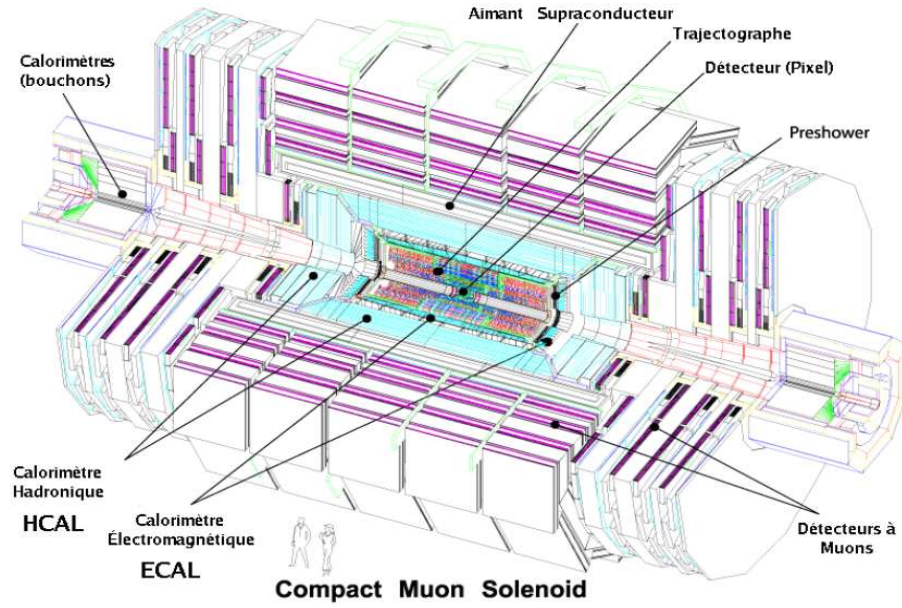 Aimant Supraconducteur
Trajectographe
Calorimètres
(bouchons)
Détecteur (Pixel)
Preshower
Calorimètre
Hadronique
HCAL
Calorimètre
Électromagnétique
ECAL
Détecteurs à
Muons
Compact Muon Solenoid